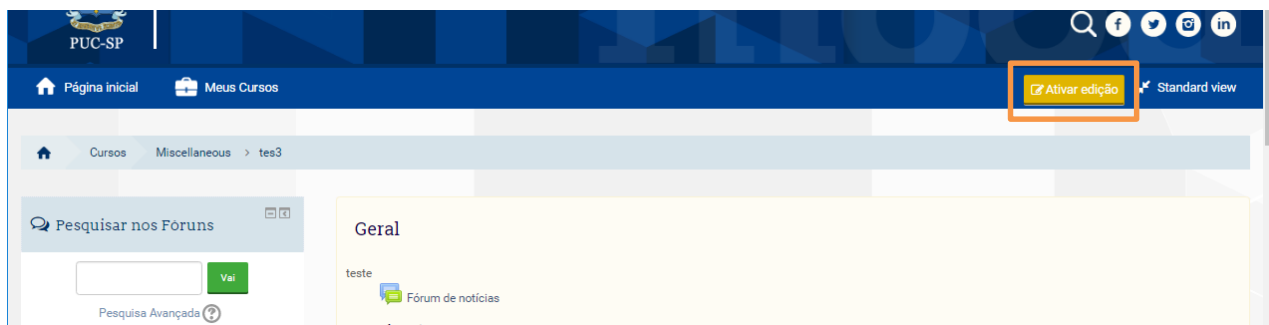 PUC-SP
Página inicial
Meus Cursos
Ativar edição
Standard view
Cursos
Miscellaneous > tes3
Pesquisar nos Fóruns
Geral
teste
Vai
Fórum de notícias
Pesquisa Avançada